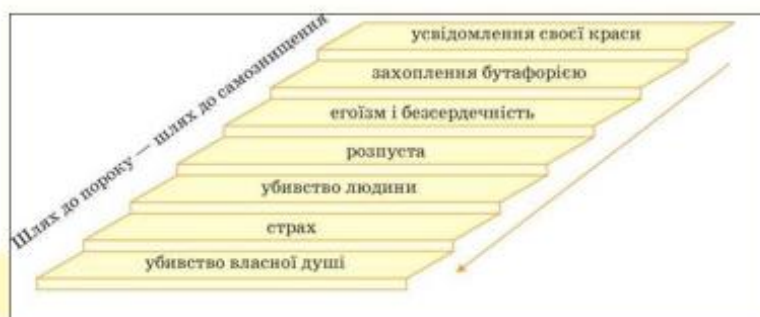 Шлях до пороку — шлях до самознищення
усвідомлення своєї краси
захоплення бутафорією
егоїзм і безсердечність
розпуста
убивство людини
страх
убивство власної душі